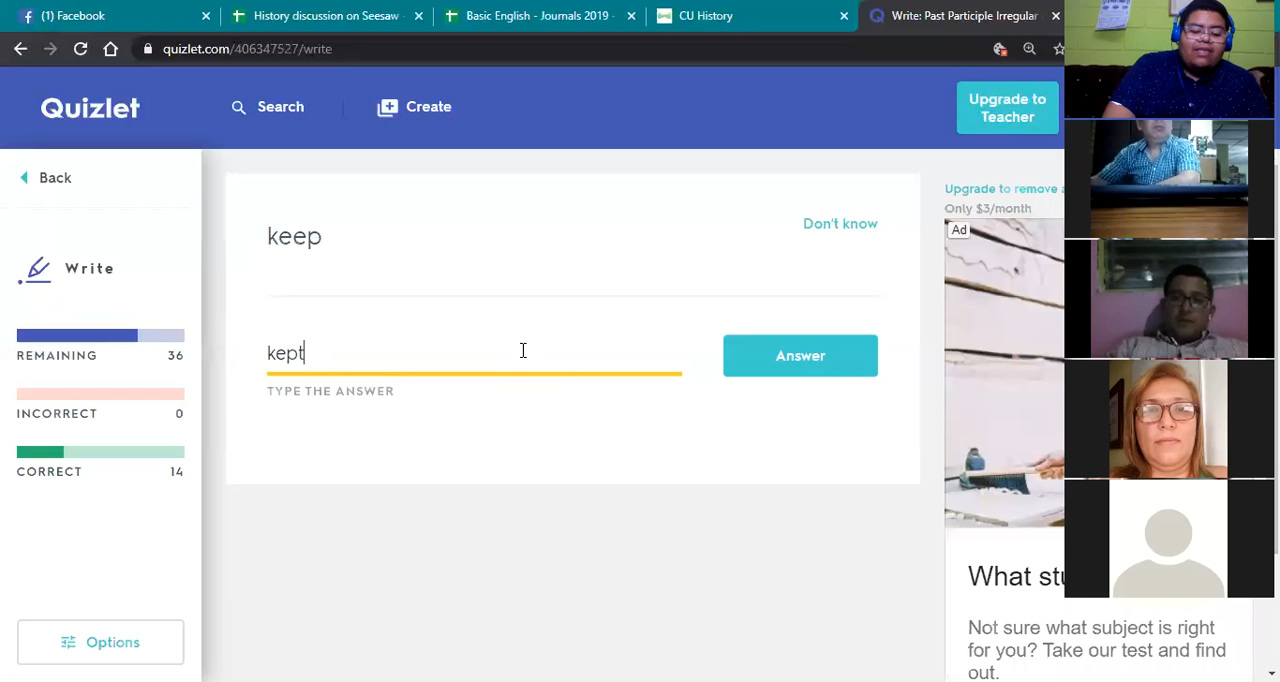 (1) Facebook
History discussion on Seesaw
Basic English - Journals 2019 -
CU History
Write: Past Participle Irregular
quizlet.com/406347527/write
Quizlet
Search
Create
Upgrade to
Teacher
Back
Write
REMAINING 36
INCORRECT 0
CORRECT 14
Options
keep
Don't know
kept
Answer
TYPE THE ANSWER
Upgrade to remove
Only $3/month
Ad
What stu
Not sure what subject is right
for you? Take our test and find
out.